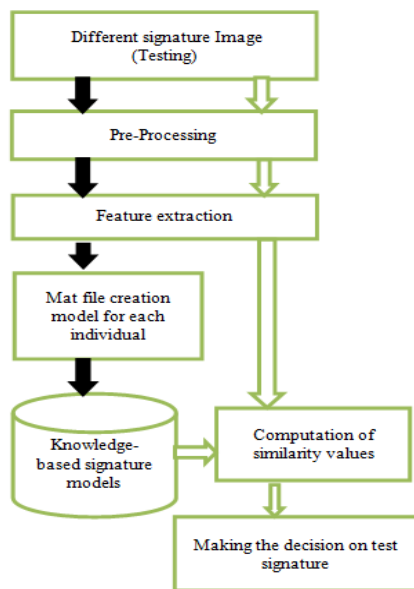 Different signature Image
(Testing)
Pre-Processing
Feature extraction
Mat file creation
model for each
individual
Knowledge-
based signature
models
Computation of
similarity values
Making the decision on test
signature